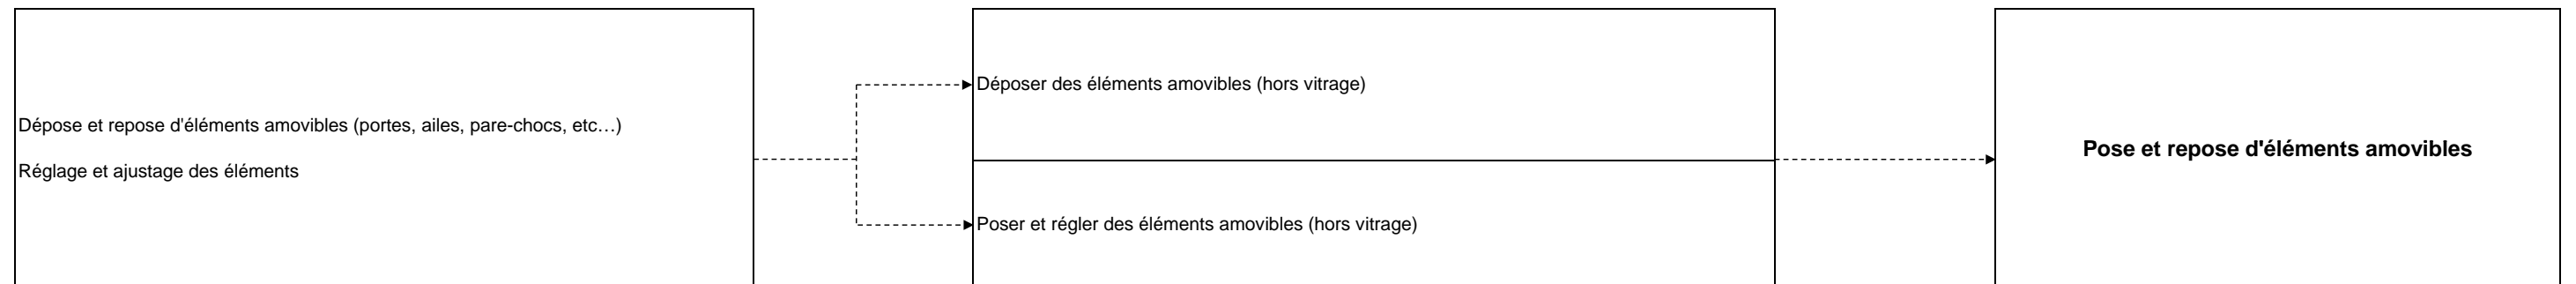 Dépose et repose d'éléments amovibles (portes, ailes, pare-chocs, etc…)
Réglage et ajustage des éléments
Déposer des éléments amovibles (hors vitrage)
Poser et régler des éléments amovibles (hors vitrage)
Pose et repose d'éléments amovibles